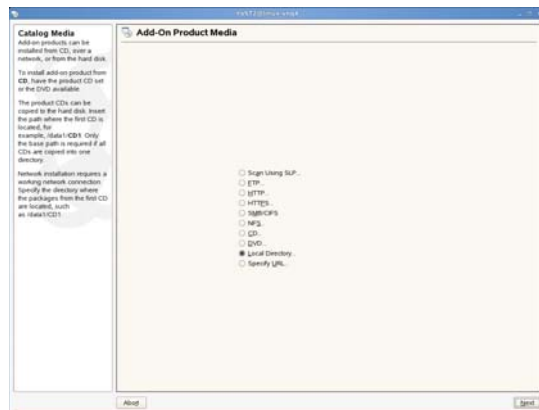 Add-On Product Media
Catalog Media
Add-on products can be
installed from CD, over a
network, or from the hard disk.
To install add-on product from
CD, have the product CD set
or the DVD available.
The product CDs can be
copied to the hard disk. Insert
the path where the first CD is
located, for
example, /data1/CD1. Only
the base path is required if all
CDs are copied into one
directory.
Network installation requires a
working network connection.
Specify the directory where
the packages from the first CD
are located, such
as /data1/CD1.
Scan Using SLP...
FTP...
HTTP...
HTTPS...
SMB/CIFS
NFS...
CD...
DVD...
Local Directory...
Specify URL...
Abort
Next